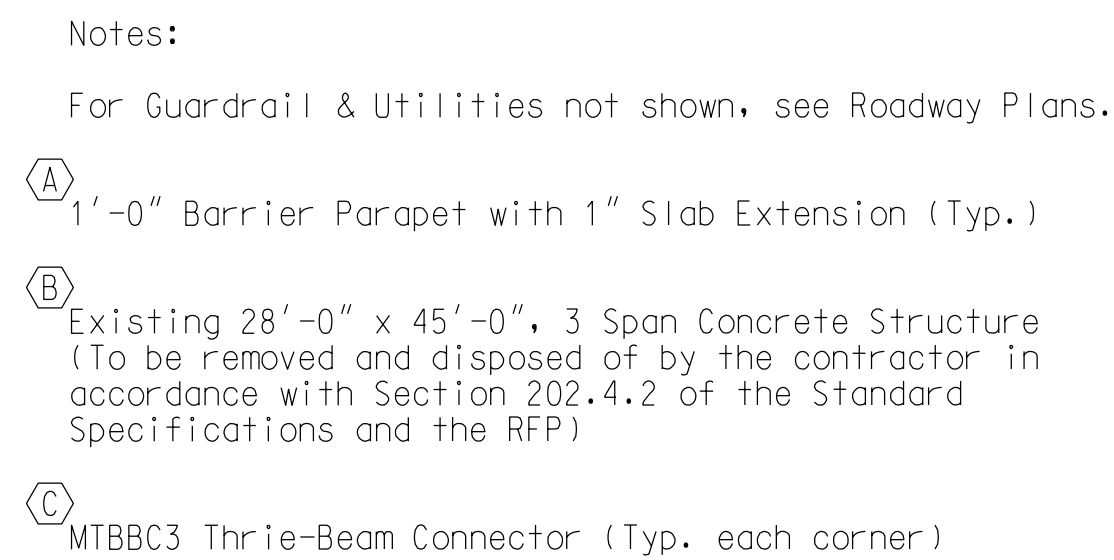 Notes:
For Guardrail & Utilities not shown, see Roadway Plans.
A
1'-0" Barrier Parapet with 1" Slab Extension (Typ.)
B
Existing 28'-0" x 45'-0", 3 Span Concrete Structure
(To be removed and disposed of by the contractor in
accordance with Section 202.4.2 of the Standard
Specifications and the RFP)
C
MTBBC3 Thrie-Beam Connector (Typ. each corner)